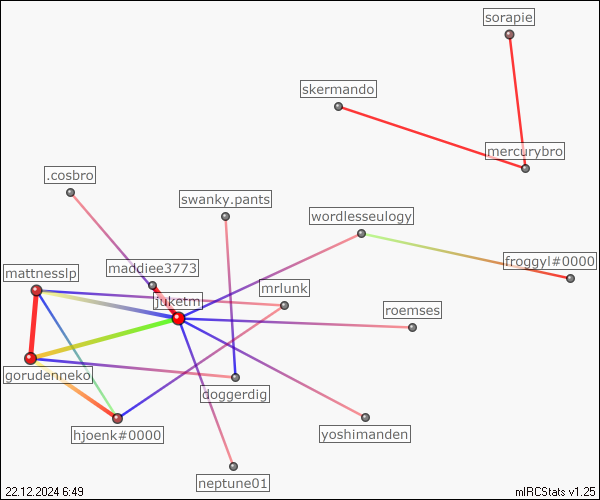 sorapie
skermando
mercurybro
.cosbro
swanky.pants
wordlesseulogy
froggyl#0000
maddiee3773
mattnesslp
mrlunk
juketm
roemses
gorudenneko
doggerdig
hjoenk#0000
yoshimanden
neptune01
22.12.2024 6:49
mIRCStats v1.25